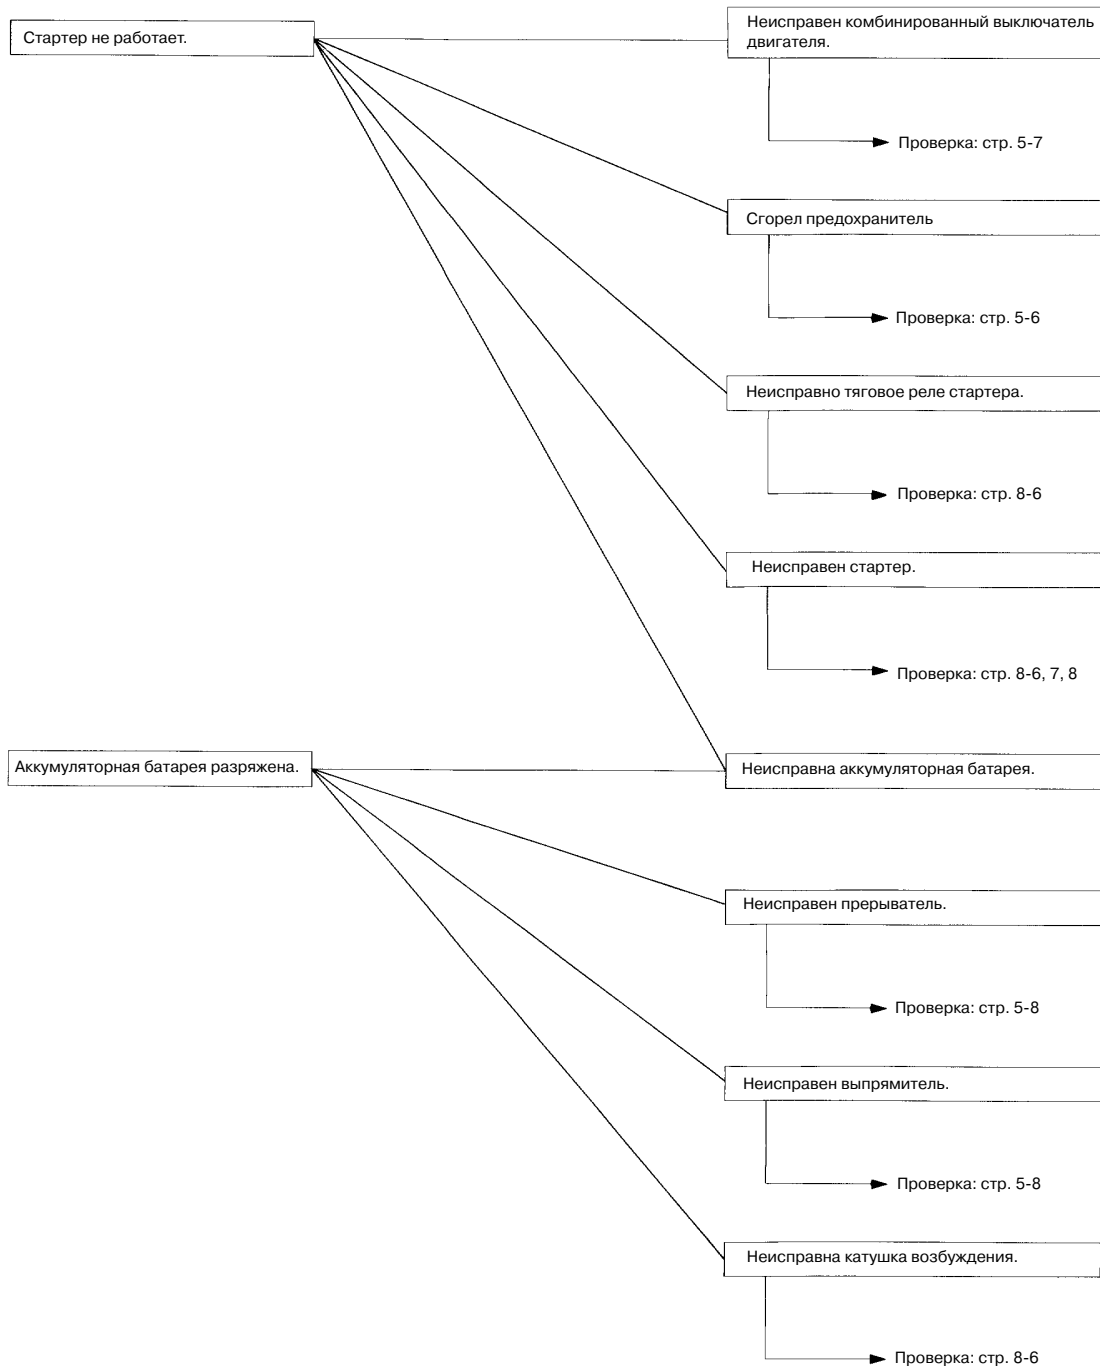 Стартер не работает.
Неисправен комбинированный выключатель
двигателя.
Проверка: стр. 5-7
Сгорел предохранитель
Проверка: стр. 5-6
Неисправно тяговое реле стартера.
Проверка: стр. 8-6
Неисправен стартер.
Проверка: стр. 8-6, 7, 8
Аккумуляторная батарея разряжена.
Неисправна аккумуляторная батарея.
Неисправен прерыватель.
Проверка: стр. 5-8
Неисправен выпрямитель.
Проверка: стр. 5-8
Неисправна катушка возбуждения.
Проверка: стр. 8-6